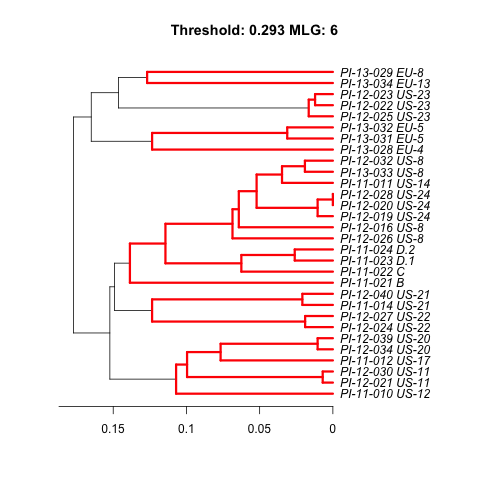 Threshold: 0.293 MLG: 6
PI-13-029 EU-8
PI-13-034 EU-13
PI-12-023 US-23
PI-12-022 US-23
PI-12-025 US-23
PI-13-032 EU-5
PI-13-031 EU-5
PI-13-028 EU-4
PI-12-032 US-8
PI-13-033 US-8
PI-11-011 US-14
PI-12-028 US-24
PI-12-020 US-24
PI-12-019 US-24
PI-12-016 US-8
PI-12-026 US-8
PI-11-024 D.2
PI-11-023 D.1
PI-11-022 C
PI-11-021 B
PI-12-040 US-21
PI-11-014 US-21
PI-12-027 US-22
PI-12-024 US-22
PI-12-039 US-20
PI-12-034 US-20
PI-11-012 US-17
PI-12-030 US-11
PI-12-021 US-11
PI-11-010 US-12
0.15 0.1 0.05 0